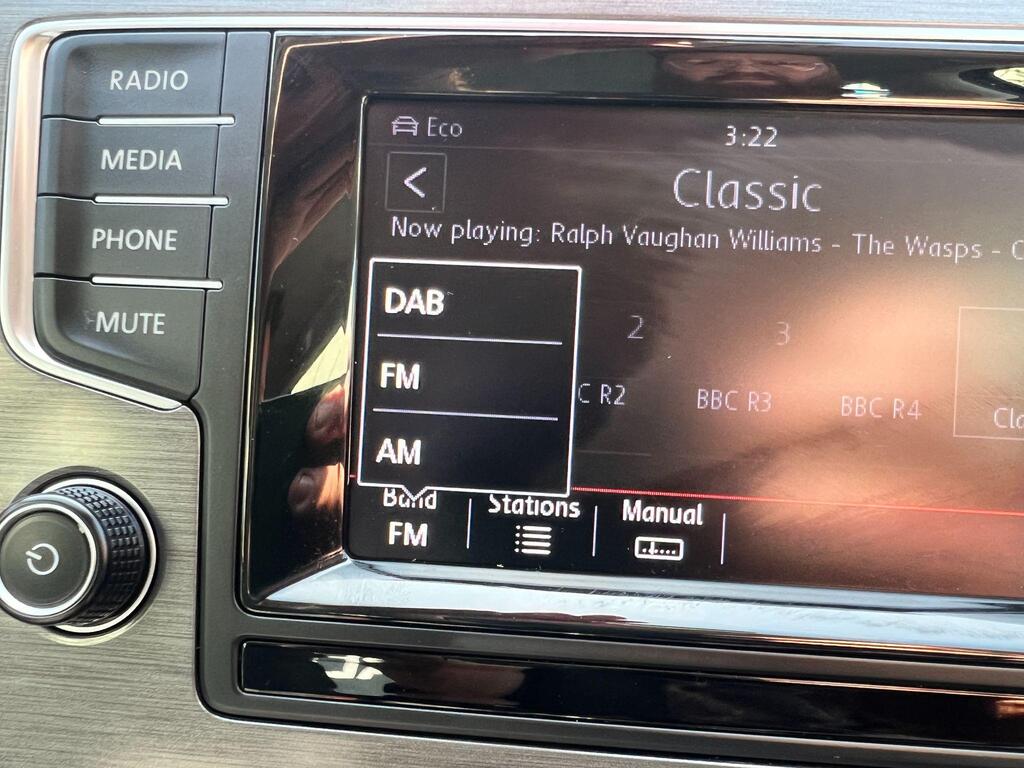 RADIO
MEDIA
PHONE
MUTE
Eco
3:22
<
Classic
Now playing: Ralph Vaughan Williams - The Wasps - C
DAB
FM
AM
2
3
C R2
BBC R3
BBC R4
Cla
Band
FM
Stations
Manual